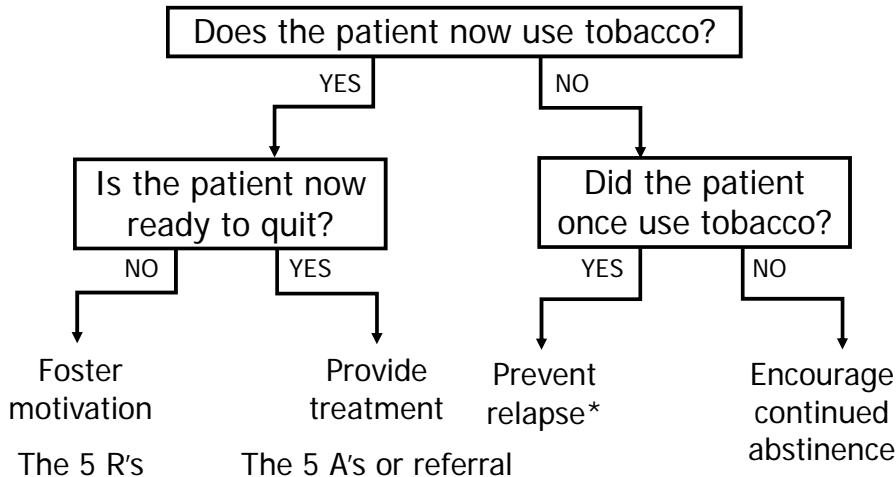 Does the patient now use tobacco?
YES
NO
Is the patient now
ready to quit?
Did the patient
once use tobacco?
NO
YES
YES
NO
Foster
motivation
The 5 R's
Provide
treatment
The 5 A's or referral
Prevent
relapse*
Encourage
continued
abstinence